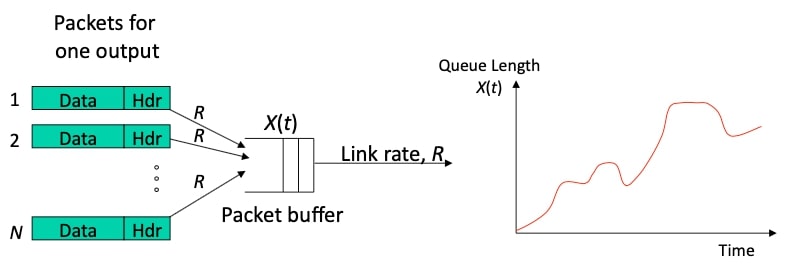 Packets for
one output
1 Data Hdr
R
2 Data Hdr
R
R
N Data Hdr
X(t)
Link rate, R
Packet buffer
Queue Length
X(t)
Time